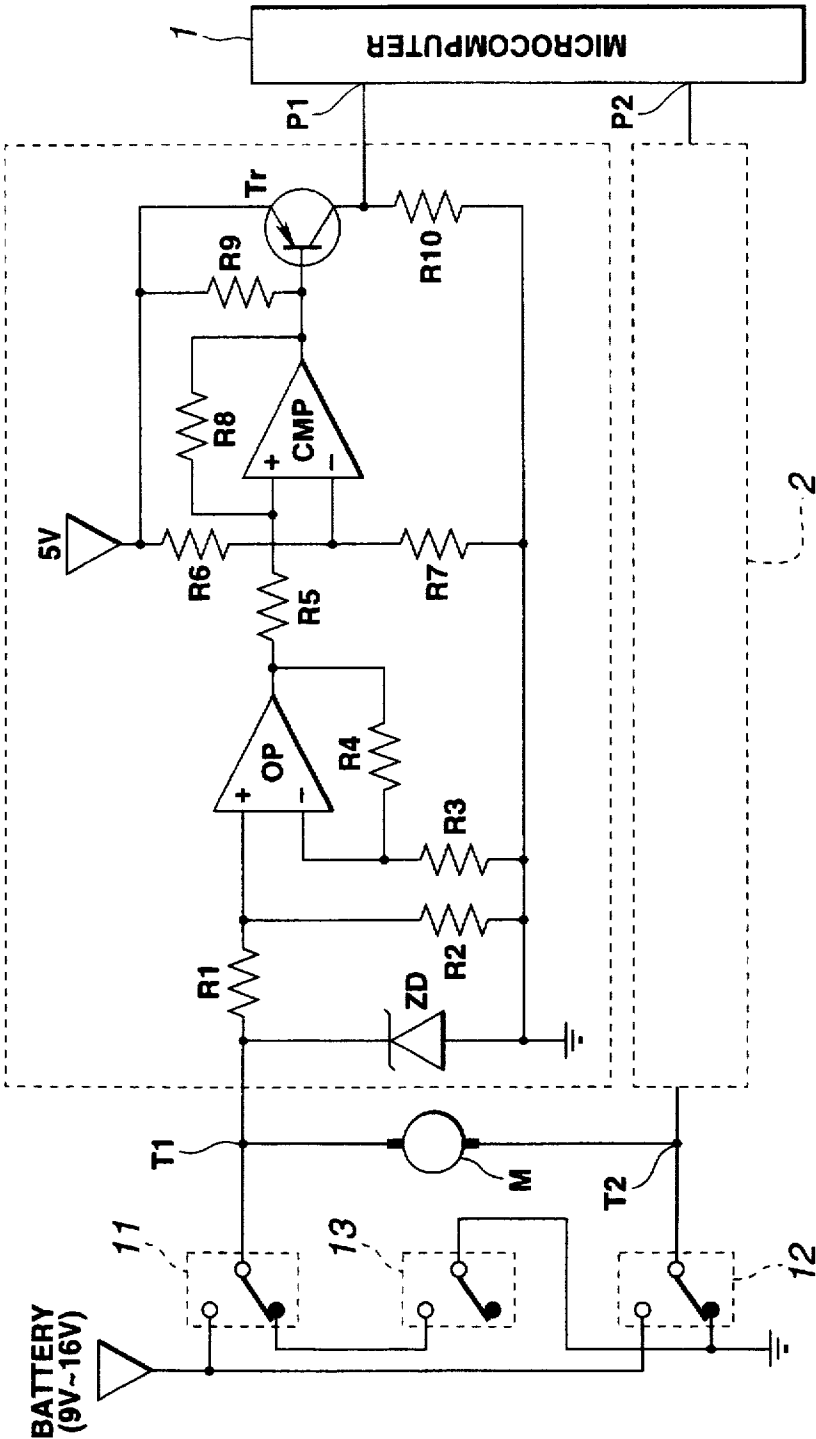 BATTERY
(9V~16V)
11
13
12
T1
M
T2
ZD
R1
R2
R3
R4
OP
+
−
R5
5V
R6
R7
R8
CMP
+
−
R9
Tr
R10
P1
P2
1
MICROCOMPUTER
2